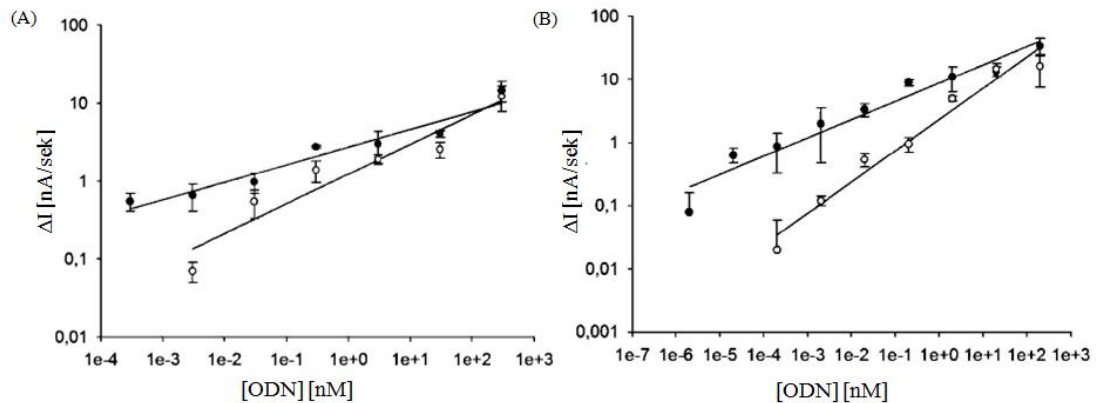 (A)
100
10
1
0,1
0,01
ΔI [nA/sek]
1e-4 1e-3 1e-2 1e-1 1e+0 1e+1 1e+2 1e+3
[ODN] [nM]
(B)
100
10
1
0,1
0,01
0,001
ΔI [nA/sek]
1e-7 1e-6 1e-5 1e-4 1e-3 1e-2 1e-1 1e+0 1e+1 1e+2 1e+3
[ODN] [nM]